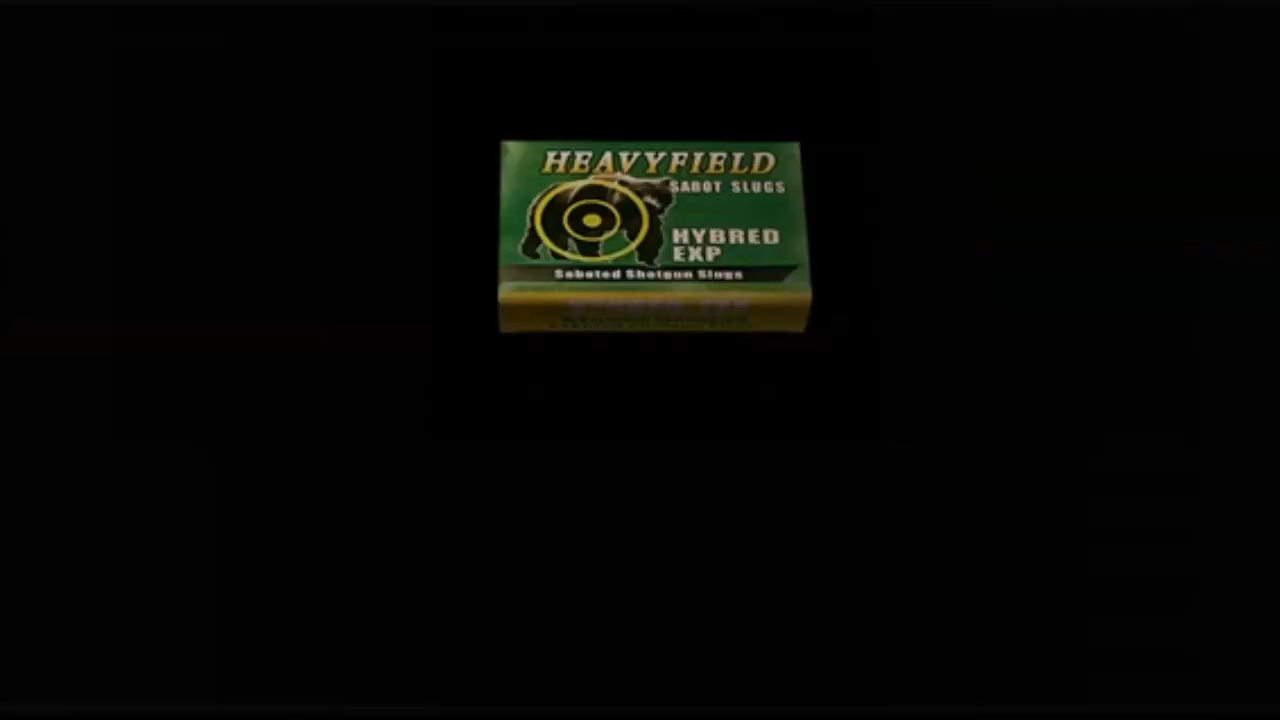 HEAVYFIELD
SABOT SLUGS
HYBRED
EXP
Saboted Shotgun Slugs